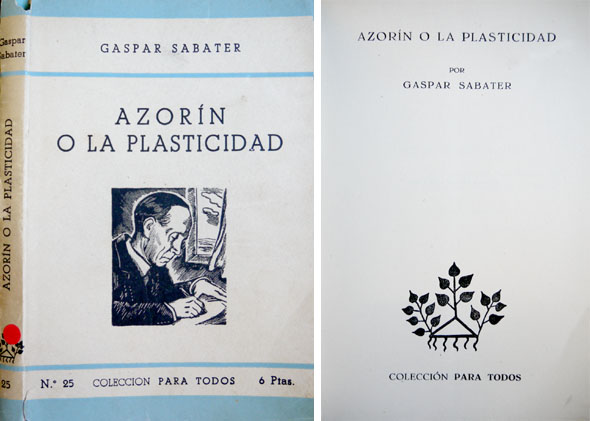 Gaspar
Sabater
AZORÍN O LA PLASTICIDAD
25
GASPAR SABATER
AZORÍN
O LA PLASTICIDAD
N.° 25 COLECCION PARA TODOS 6 Ptas.
AZORÍN O LA PLASTICIDAD
POR
GASPAR SABATER
COLECCIÓN PARA TODOS